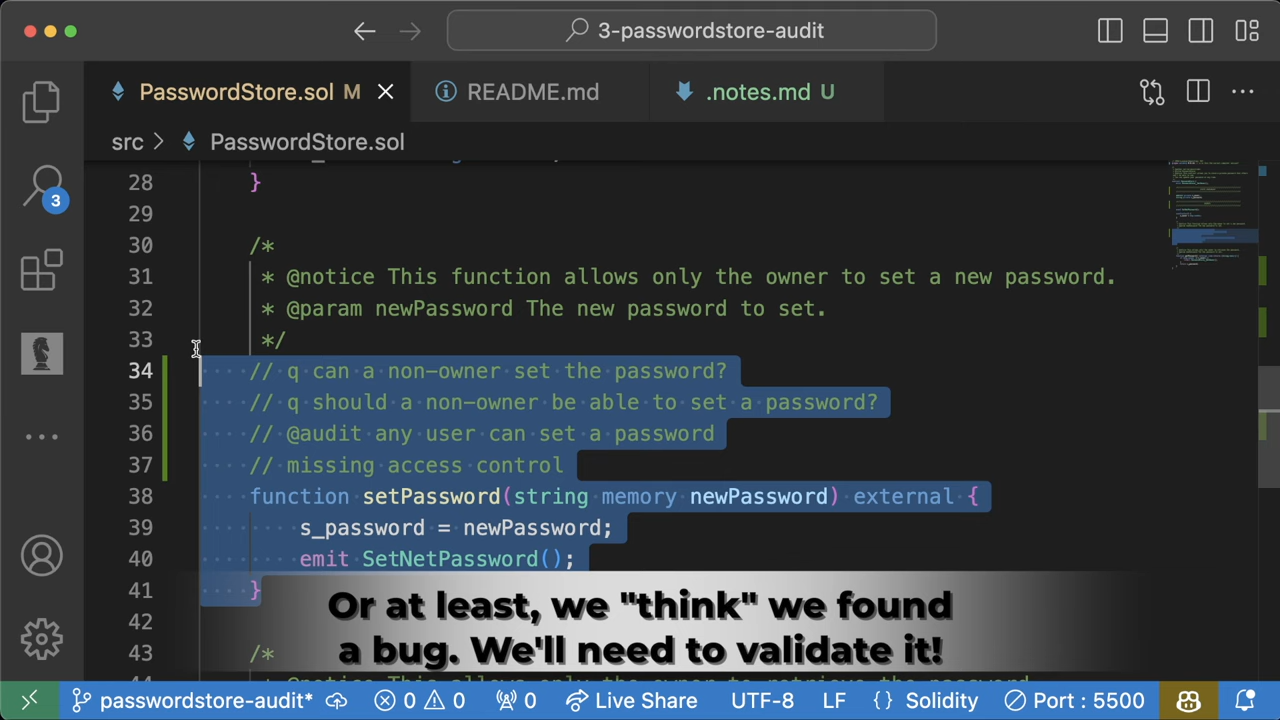 3-passwordstore-audit
PasswordStore.sol M
README.md
.notes.md U
src > PasswordStore.sol
3
28 }
29
30 /*
31 * @notice This function allows only the owner to set a new password.
32 * @param newPassword The new password to set.
33 */
34 // q can a non-owner set the password?
35 // q should a non-owner be able to set a password?
36 // @audit any user can set a password
37 // missing access control
38 function setPassword(string memory newPassword) external {
39 s_password = newPassword;
40 emit SetNetPassword();
41 }
42
43 /*
Or at least, we "think" we found
a bug. We'll need to validate it!
passwordstore-audit* 0 0 0 Live Share UTF-8 LF {} Solidity Port : 5500